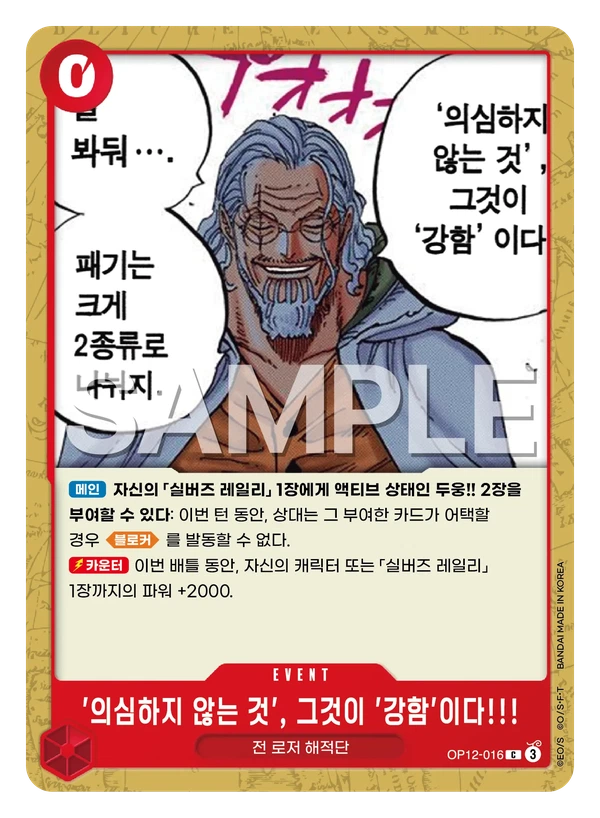 0
봐둬 ….
패기는
크게
2종류로
'의심하지
않는 것',
그것이
'강함' 이다
SAMPLE
메인 자신의 「실버즈 레일리」 1장에게 액티브 상태인 두웅!! 2장을
부여할 수 있다: 이번 턴 동안, 상대는 그 부여한 카드가 어택할
경우 블로커 를 발동할 수 없다.
카운터 이번 배틀 동안, 자신의 캐릭터 또는 「실버즈 레일리」
1장까지의 파워 +2000.
EVENT
'의심하지 않는 것', 그것이 '강함'이다!!!
전 로저 해적단
OP12-016 C 3
©EO/S ©O/S·F·T BANDAI MADE IN KOREA